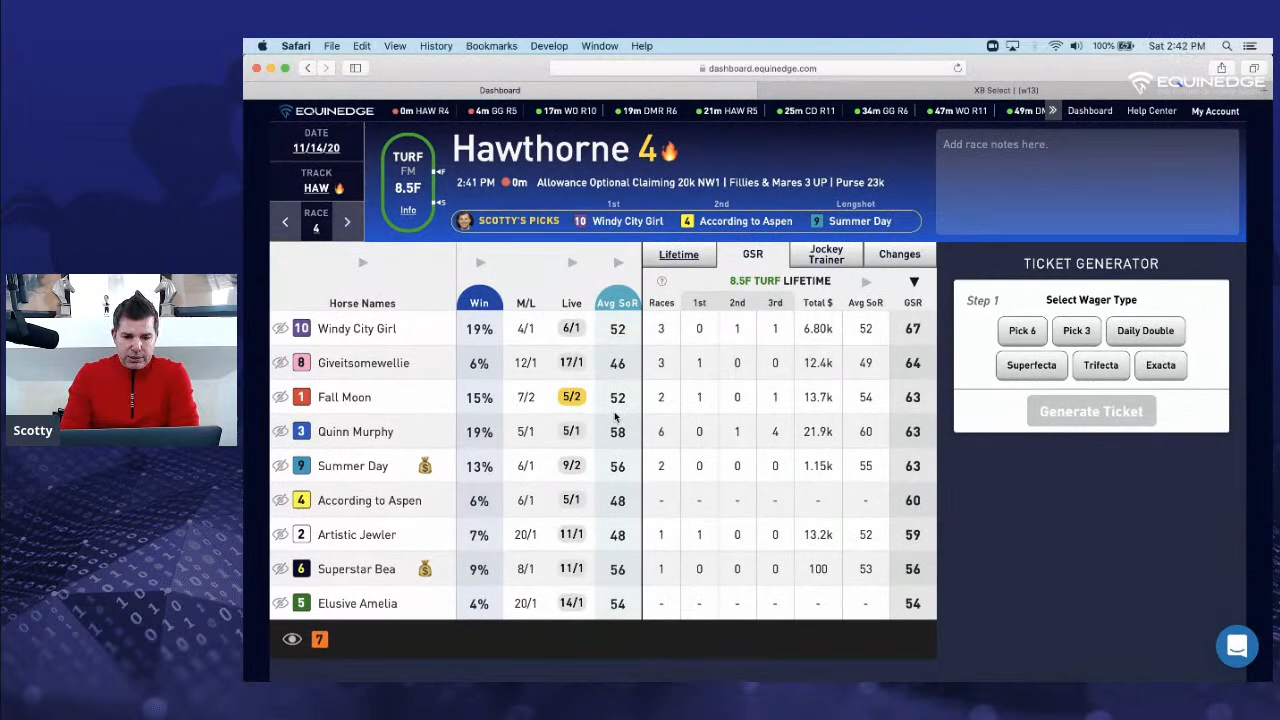 Safari File Edit View History Bookmarks Develop Window Help 100% Sat 2:42 PM
dashboard.equinedge.com
Dashboard XB Select | (w13)
EQUINEDGE
EQUINEDGE 0m HAW R4 4m GG R5 17m WO R10 19m DMR R6 21m HAW R5 25m CD R11 34m GG R6 47m WO R11 49m DM Dashboard Help Center My Account
DATE
11/14/20
TRACK
HAW
RACE
4
TURF
FM
8.5F
Info
F
S
Hawthorne 4
2:41 PM 0m Allowance Optional Claiming 20k NW1 | Fillies & Mares 3 UP | Purse 23k
1st 2nd Longshot
SCOTTY'S PICKS 10 Windy City Girl 4 According to Aspen 9 Summer Day
Add race notes here.
Lifetime GSR Jockey Trainer Changes
8.5F TURF LIFETIME
Horse Names Win M/L Live Avg SoR Races 1st 2nd 3rd Total $ Avg SoR GSR
10 Windy City Girl 19% 4/1 6/1 52 3 0 1 1 6.80k 52 67
8 Giveitsomewellie 6% 12/1 17/1 46 3 1 0 0 12.4k 49 64
1 Fall Moon 15% 7/2 5/2 52 2 1 0 1 13.7k 54 63
3 Quinn Murphy 19% 5/1 5/1 58 6 0 1 4 21.9k 60 63
9 Summer Day 13% 6/1 9/2 56 2 0 0 0 1.15k 55 63
4 According to Aspen 6% 6/1 5/1 48 - - - - - - 60
2 Artistic Jewler 7% 20/1 11/1 48 1 1 0 0 13.2k 52 59
6 Superstar Bea 9% 8/1 11/1 56 1 0 0 0 100 53 56
5 Elusive Amelia 4% 20/1 14/1 54 - - - - - - 54
7
TICKET GENERATOR
Step 1 Select Wager Type
Pick 6 Pick 3 Daily Double
Superfecta Trifecta Exacta
Generate Ticket
Scotty